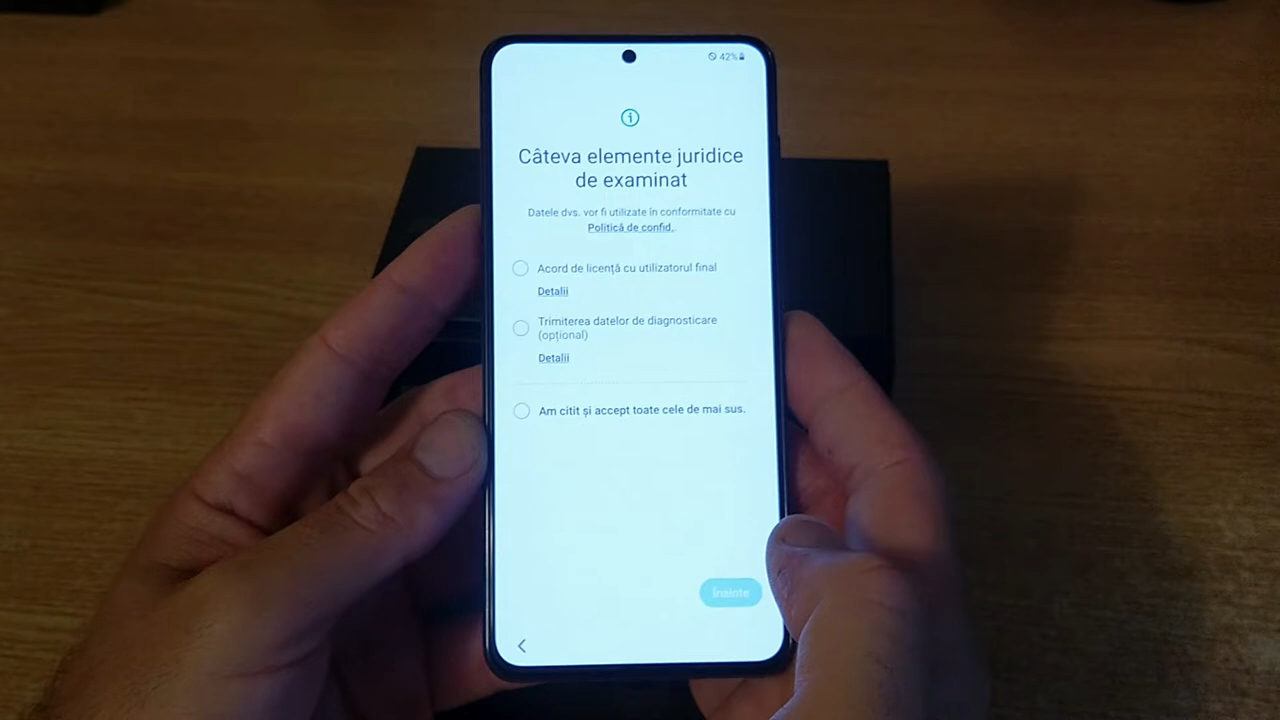 42%
Câteva elemente juridice
de examinat
Datele dvs. vor fi utilizate în conformitate cu
Politică de confid..
Acord de licență cu utilizatorul final
Detalii
Trimiterea datelor de diagnosticare
(opțional)
Detalii
Am citit și accept toate cele de mai sus.
Înainte